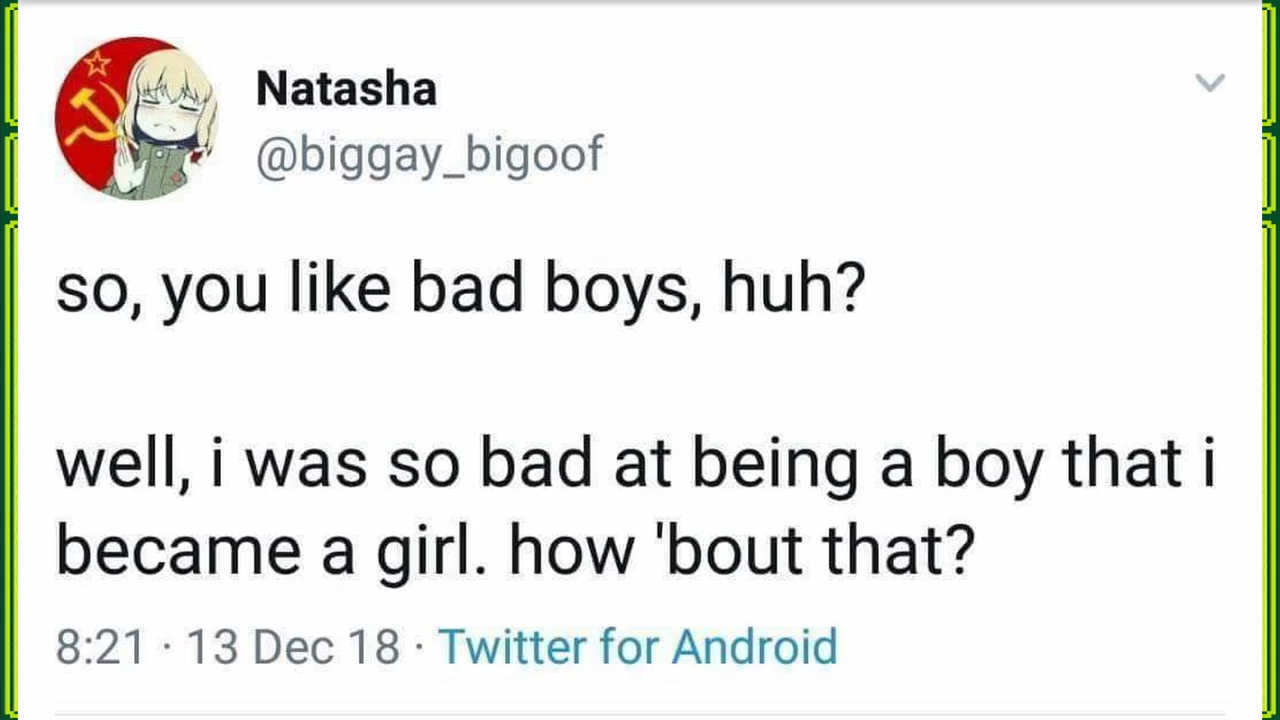 Natasha
@biggay_bigoof
so, you like bad boys, huh?
well, i was so bad at being a boy that i
became a girl. how 'bout that?
8:21 · 13 Dec 18 · Twitter for Android